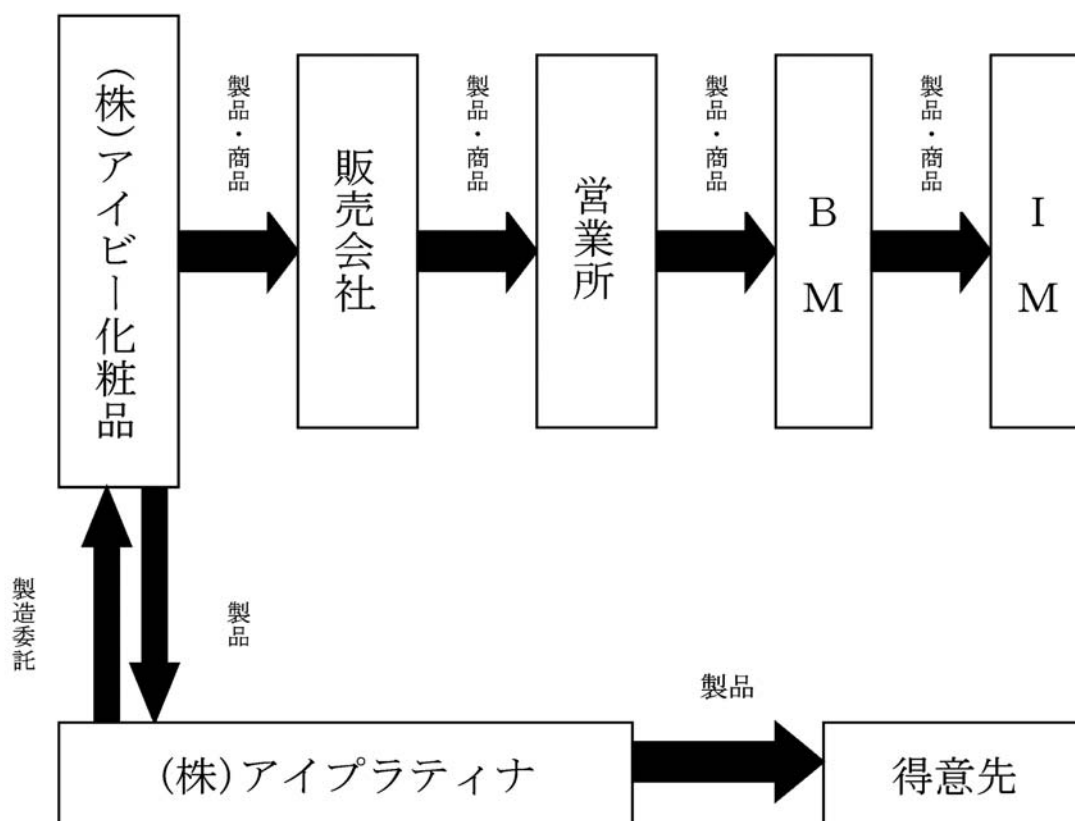 (株)アイビー化粧品
製品・商品
販売会社
製品・商品
営業所
製品・商品
BM
製品・商品
IM
製造委託
製品
(株)アイプラティナ
製品
得意先